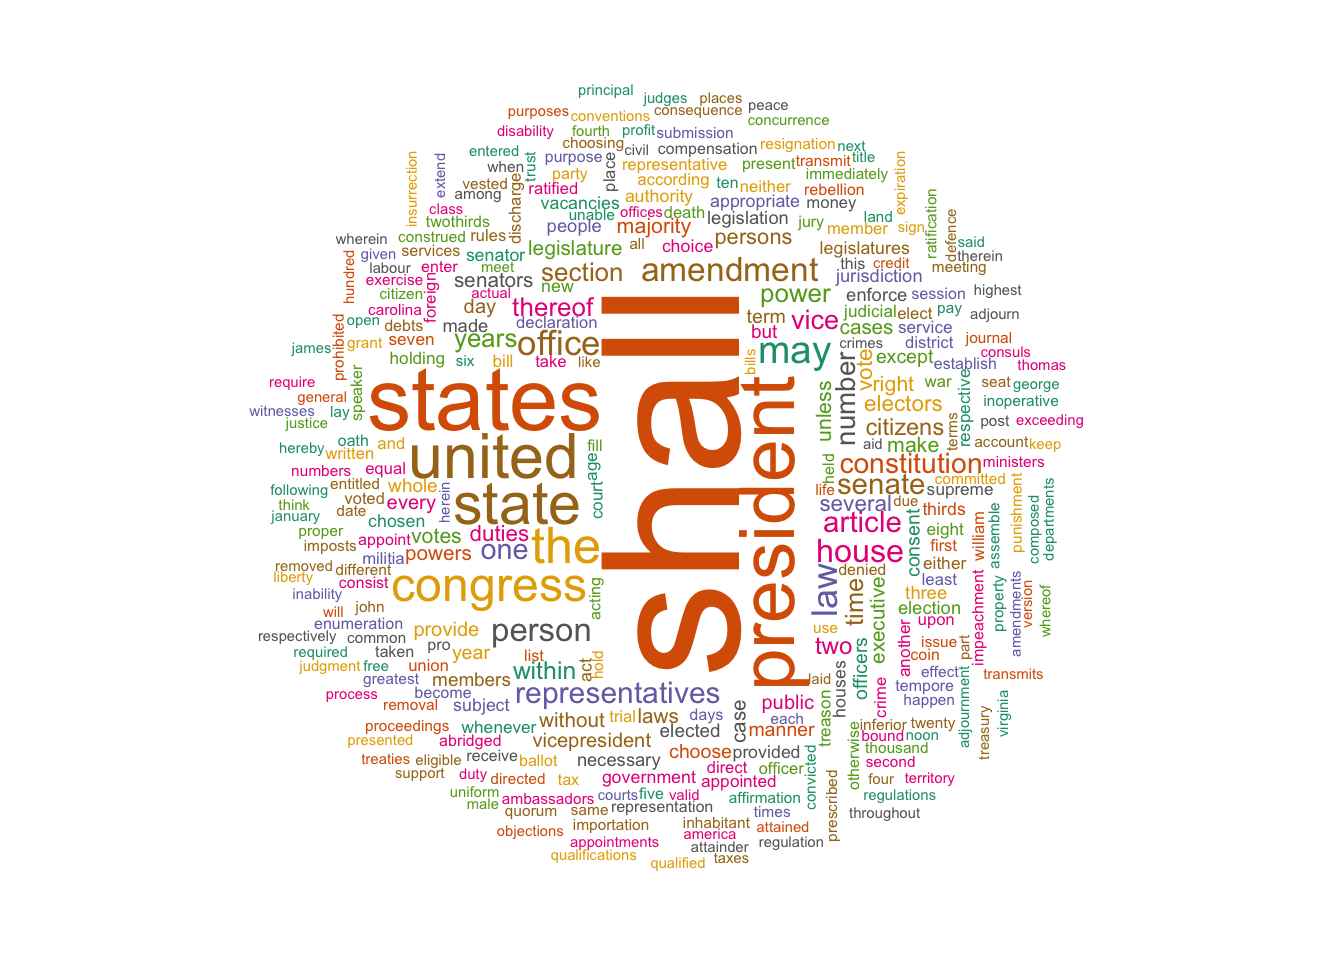 principal
judges
places
purposes
conventions
consequence
peace
concurrence
disability
fourth
profit
submission
choosing
civil
compensation
resignation
next
entered
when
trust
purpose
place
representative
present
transmit
title
insurrection
extend
vested
among
discharge
party
ratified
according
ten
neither
immediately
rebellion
expiration
class
vacancies
authority
appropriate
money
twothirds
unable
offices
death
legislation
jury
land
member
sign
ratification
defence
wherein
construed
rules
people
majority
said
given
services
senator
legislature
all
choice
persons
legislatures
therein
labour
enter
meet
this
credit
meeting
hundred
exercise
foreign
senators
section
amendment
jurisdiction
citizen
actual
new
power
enforce
session
highest
carolina
day
thereof
term
vice
judicial
elect
pay
adjourn
prohibited
open
debts
made
declaration
but
cases
service
journal
james
grant
seven
years
office
may
crimes
district
consuls
holding
six
bill
take
like
bills
number
vote
except
establish
thomas
require
speaker
states
shall
president
right
war
respective
seat
george
general
unless
electors
inoperative
witnesses
lay
justice
citizens
terms
post
exceeding
oath
and
united
fill
aid
make
account
keep
hereby
written
age
held
constitution
ministers
numbers
equal
court
life
senate
committed
following
entitled
whole
herein
state
supreme
punishment
departments
think
voted
every
several
due
thirds
composed
january
date
chosen
article
consent
eight
assemble
proper
appoint
votes
duties
william
imposts
militia
powers
one
the
house
first
removed
different
denied
either
liberty
consist
congress
acting
law
time
executive
least
impeachment
property
amendments
version
whereof
inability
three
will
john
election
enumeration
provide
person
use
another
upon
respectively
common
two
issue
part
required
taken
pro
year
list
act
hold
officers
coin
judgment
free
union
within
effect
transmits
greatest
members
laid
houses
crime
tempore
process
become
representatives
public
happen
adjournment
virginia
removal
subject
each
treason
treasury
proceedings
whenever
without
trial
laws
days
case
manner
inferior
twenty
presented
abridged
elected
otherwise
bound
noon
vicepresident
choose
provided
thousand
treaties
eligible
receive
ballot
necessary
direct
officer
convicted
second
support
duty
directed
tax
government
appointed
four
territory
uniform
courts
five
valid
affirmation
prescribed
regulations
male
ambassadors
representation
times
throughout
quorum
same
inhabitant
objections
importation
america
attained
appointments
attainder
regulation
qualifications
qualified
taxes